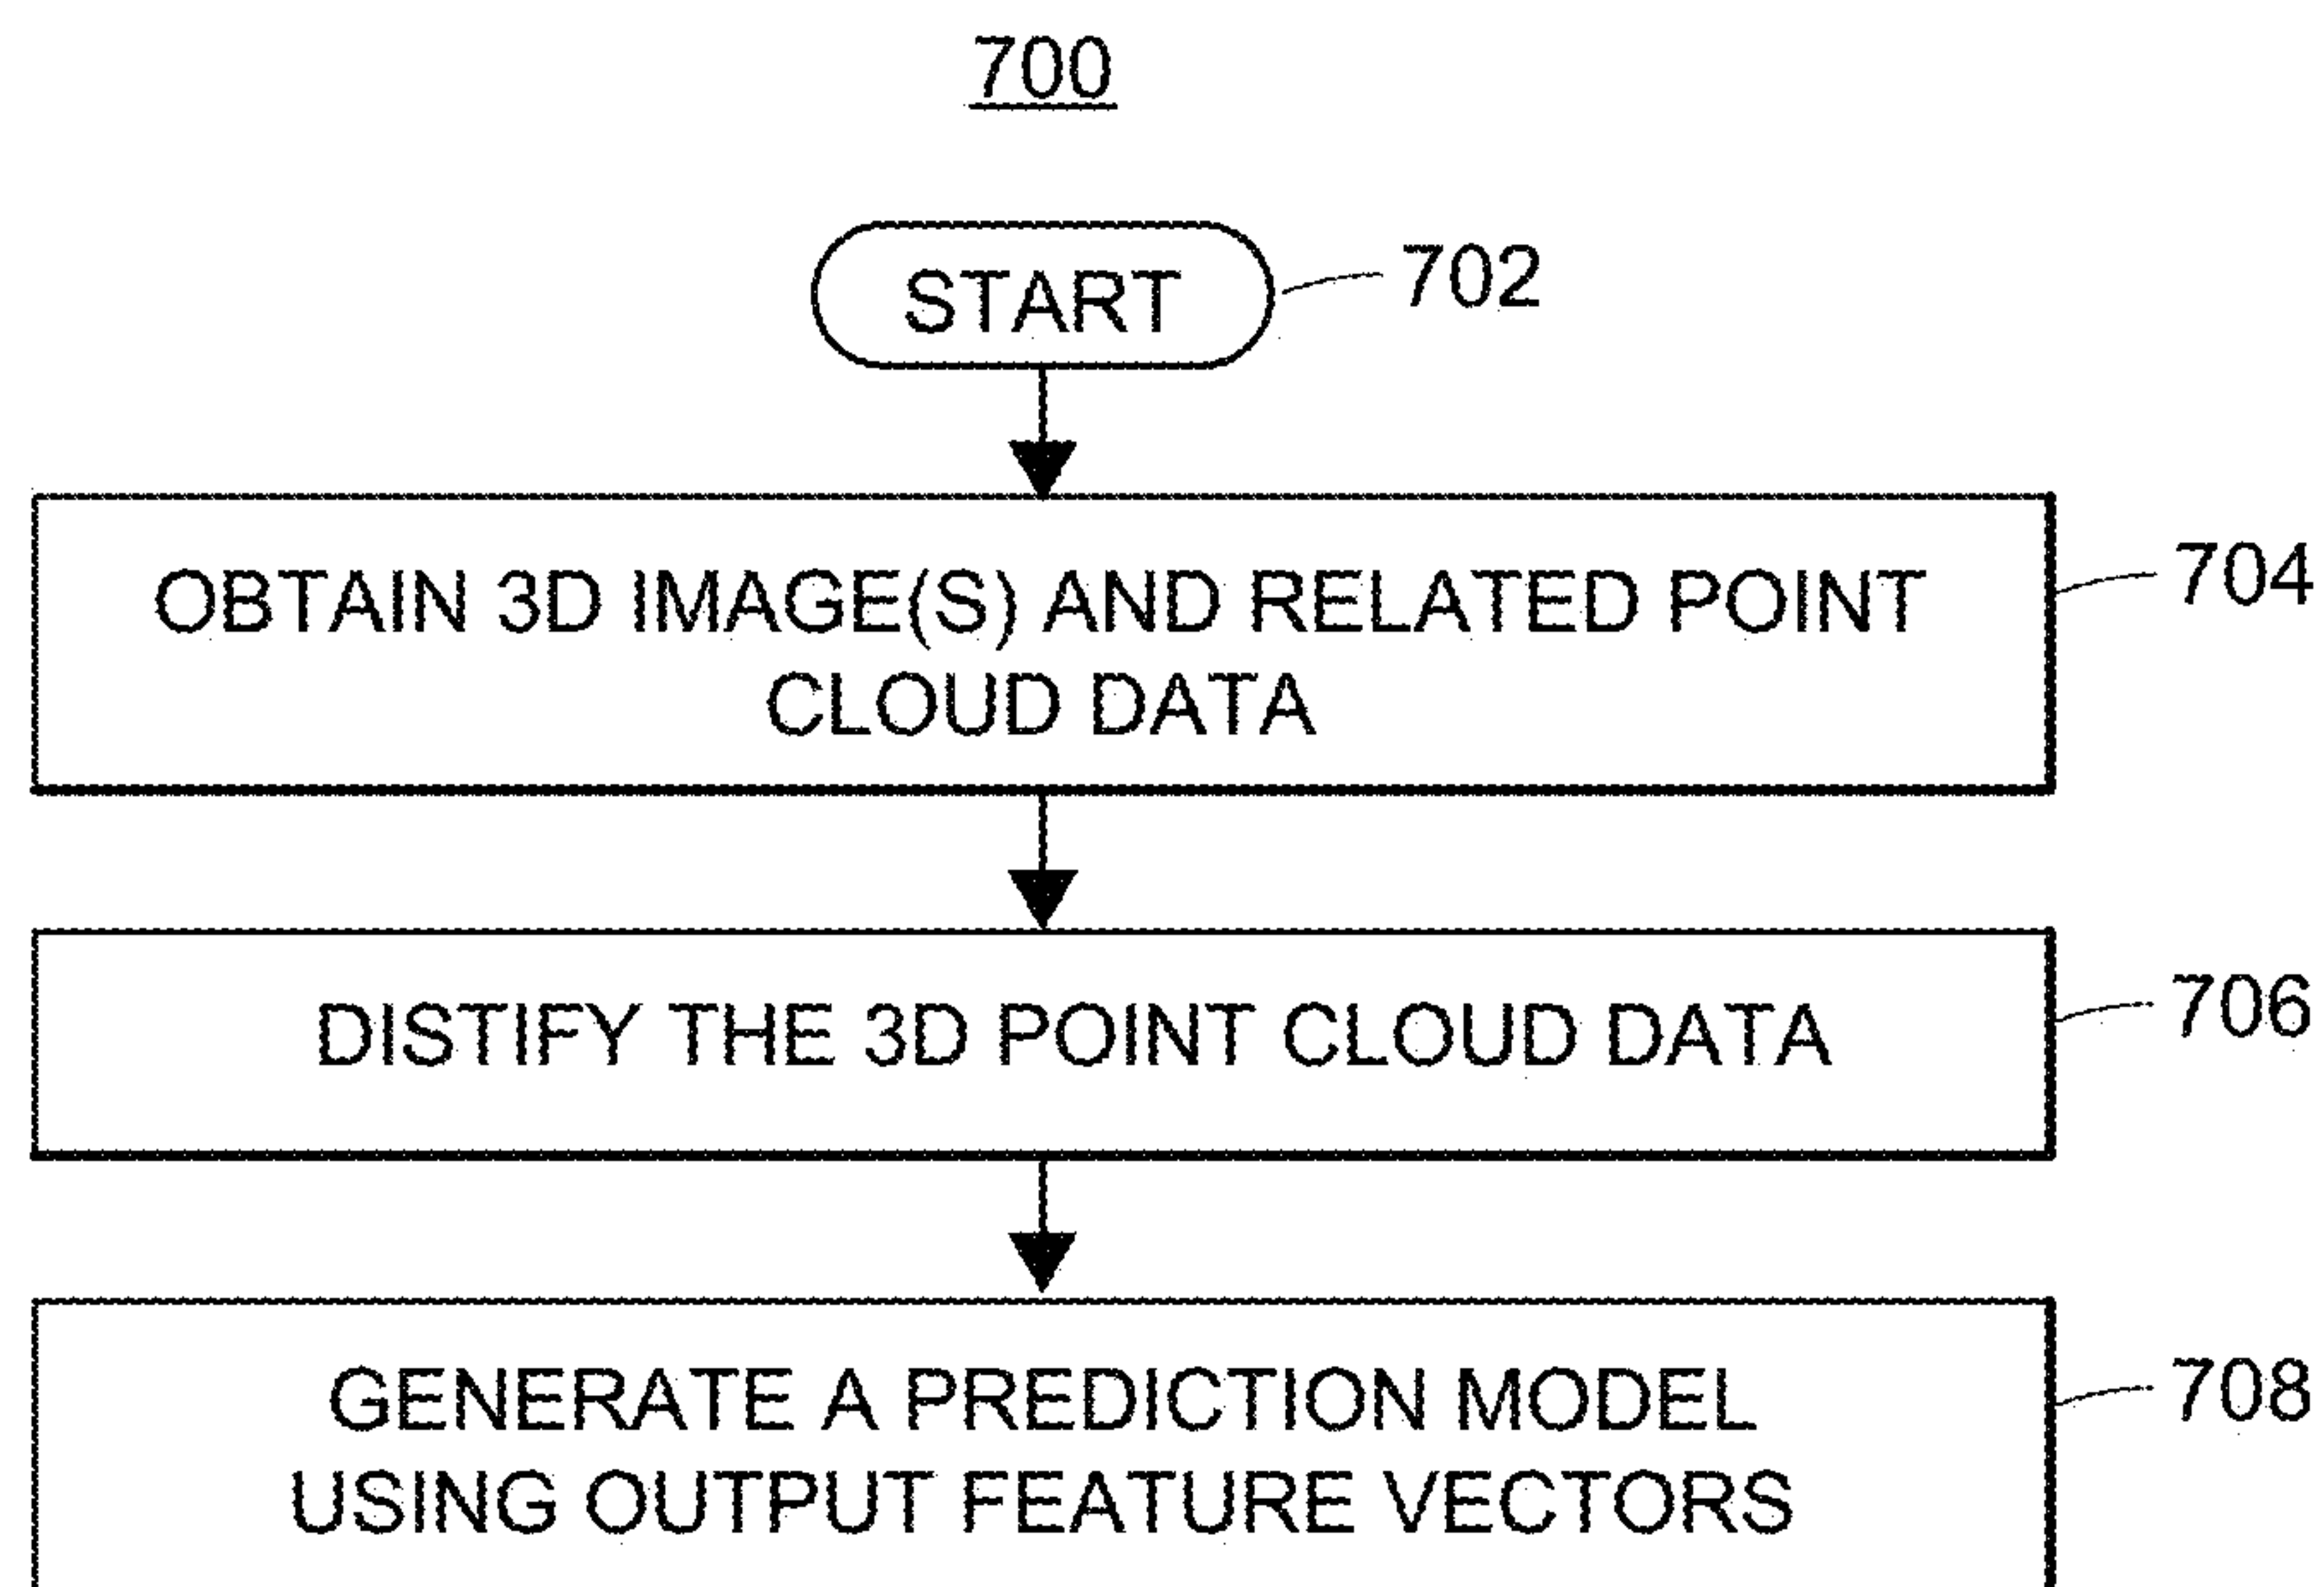 700
START
702
OBTAIN 3D IMAGE(S) AND RELATED POINT
CLOUD DATA
704
DISTIFY THE 3D POINT CLOUD DATA
706
GENERATE A PREDICTION MODEL
USING OUTPUT FEATURE VECTORS
708